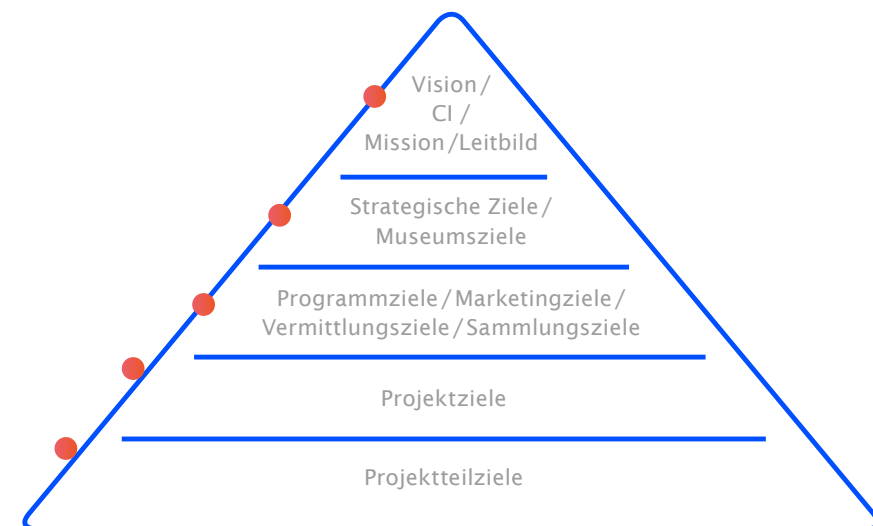 Vision /
CI /
Mission / Leitbild
Strategische Ziele /
Museumsziele
Programmziele / Marketingziele /
Vermittlungsziele / Sammlungsziele
Projektziele
Projektteilziele